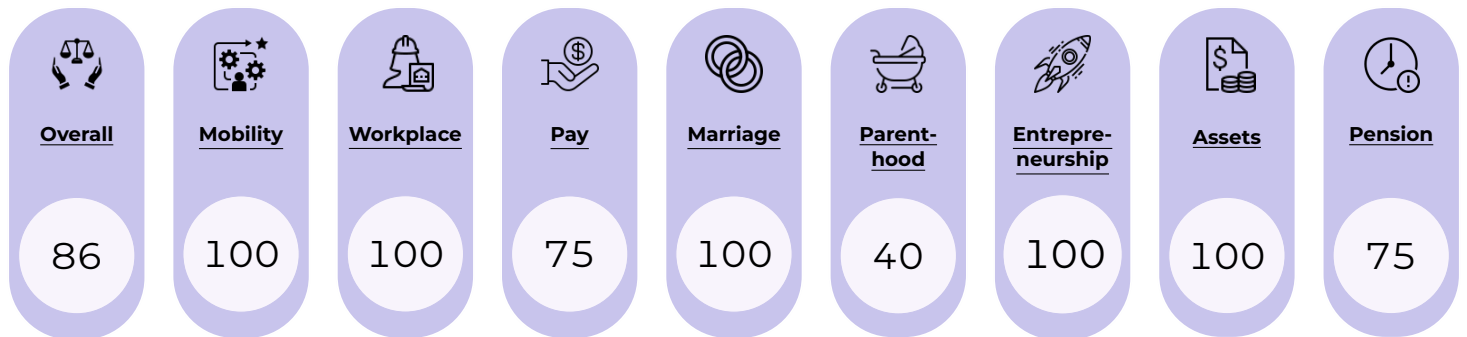 Overall
86
Mobility
100
Workplace
100
Pay
75
Marriage
100
Parent-
hood
40
Entrepre-
neurship
100
Assets
100
Pension
75